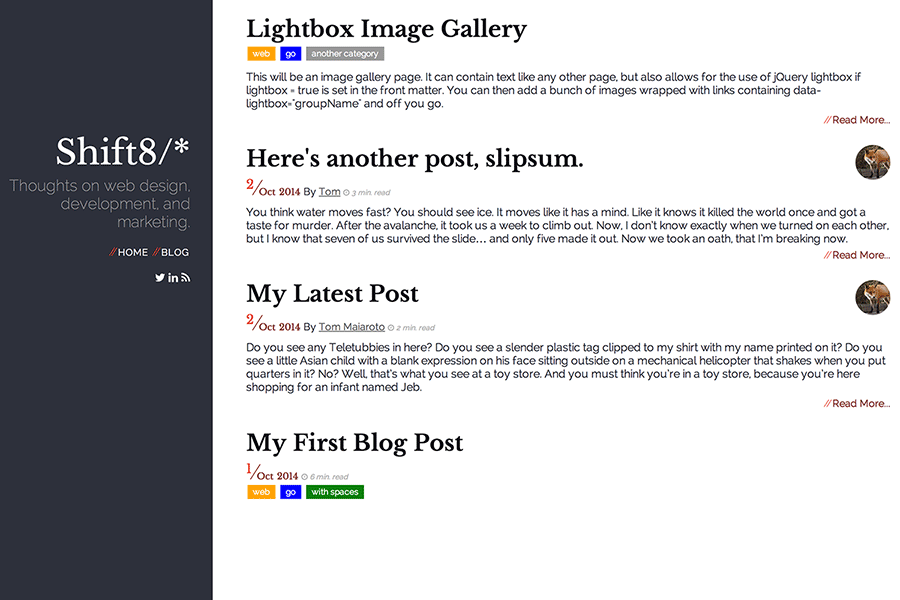 Shift8/*
Thoughts on web design,
development, and
marketing.
//HOME //BLOG
Lightbox Image Gallery
web go another category
This will be an image gallery page. It can contain text like any other page, but also allows for the use of jQuery lightbox if
lightbox = true is set in the front matter. You can then add a bunch of images wrapped with links containing data-
lightbox="groupName" and off you go.
//Read More...
Here's another post, slipsum.
2/Oct 2014 By Tom 3 min. read
You think water moves fast? You should see ice. It moves like it has a mind. Like it knows it killed the world once and got a
taste for murder. After the avalanche, it took us a week to climb out. Now, I don't know exactly when we turned on each other,
but I know that seven of us survived the slide... and only five made it out. Now we took an oath, that I'm breaking now.
//Read More...
My Latest Post
2/Oct 2014 By Tom Maiaroto 2 min. read
Do you see any Teletubbies in here? Do you see a slender plastic tag clipped to my shirt with my name printed on it? Do you
see a little Asian child with a blank expression on his face sitting outside on a mechanical helicopter that shakes when you put
quarters in it? No? Well, that's what you see at a toy store. And you must think you're in a toy store, because you're here
shopping for an infant named Jeb.
//Read More...
My First Blog Post
1/Oct 2014 6 min. read
web go with spaces